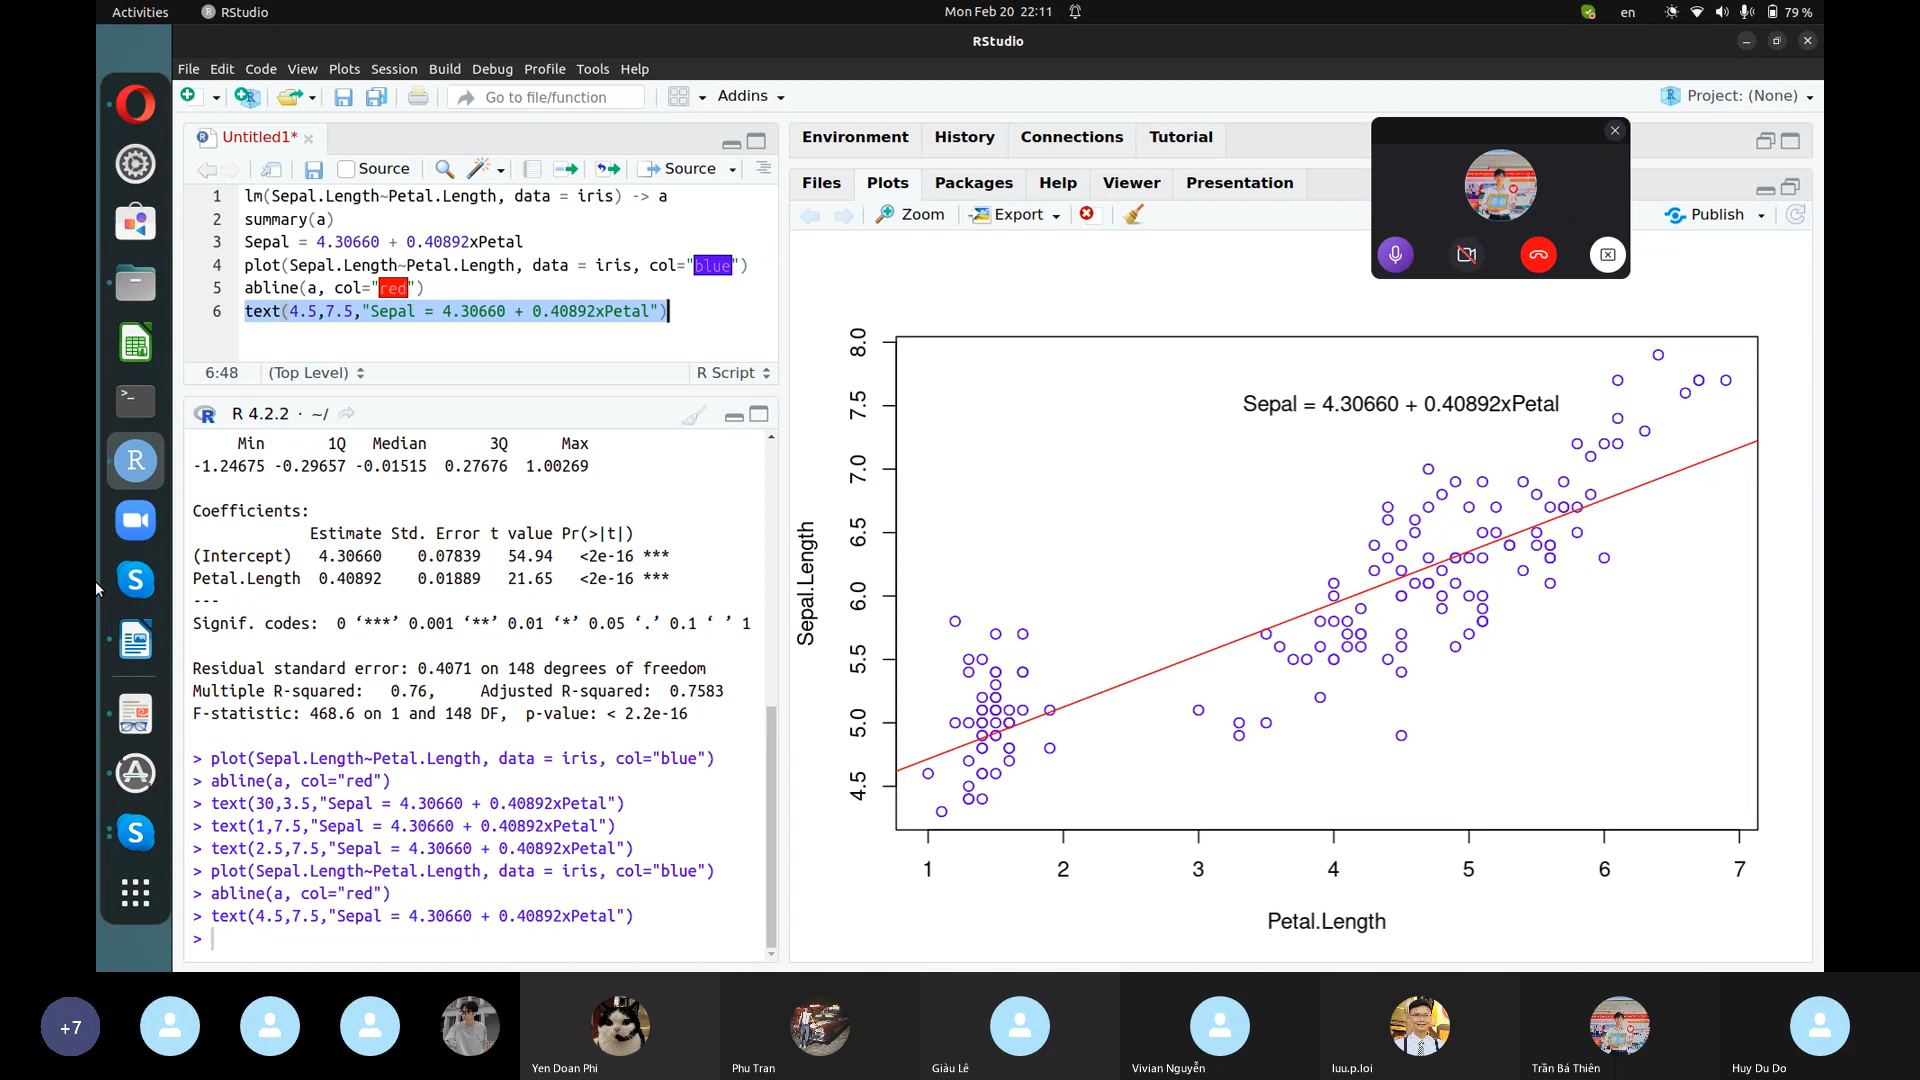 Activities
RStudio
Mon Feb 20 22:11
en
79 %
RStudio
File Edit Code View Plots Session Build Debug Profile Tools Help
Go to file/function
Addins
Project: (None)
Untitled1*
Source
Source
1 lm(Sepal.Length~Petal.Length, data = iris) -> a
2 summary(a)
3 Sepal = 4.30660 + 0.40892xPetal
4 plot(Sepal.Length~Petal.Length, data = iris, col="blue")
5 abline(a, col="red")
6 text(4.5,7.5,"Sepal = 4.30660 + 0.40892xPetal")
6:48
(Top Level)
R Script
R 4.2.2 · ~/
Min 1Q Median 3Q Max
-1.24675 -0.29657 -0.01515 0.27676 1.00269
Coefficients:
Estimate Std. Error t value Pr(>|t|)
(Intercept) 4.30660 0.07839 54.94 <2e-16 ***
Petal.Length 0.40892 0.01889 21.65 <2e-16 ***
---
Signif. codes: 0 ‘***’ 0.001 ‘**’ 0.01 ‘*’ 0.05 ‘.’ 0.1 ‘ ’ 1
Residual standard error: 0.4071 on 148 degrees of freedom
Multiple R-squared: 0.76, Adjusted R-squared: 0.7583
F-statistic: 468.6 on 1 and 148 DF, p-value: < 2.2e-16
> plot(Sepal.Length~Petal.Length, data = iris, col="blue")
> abline(a, col="red")
> text(30,3.5,"Sepal = 4.30660 + 0.40892xPetal")
> text(1,7.5,"Sepal = 4.30660 + 0.40892xPetal")
> text(2.5,7.5,"Sepal = 4.30660 + 0.40892xPetal")
> plot(Sepal.Length~Petal.Length, data = iris, col="blue")
> abline(a, col="red")
> text(4.5,7.5,"Sepal = 4.30660 + 0.40892xPetal")
>
Environment History Connections Tutorial
Files Plots Packages Help Viewer Presentation
Zoom
Export
Publish
Sepal = 4.30660 + 0.40892xPetal
Sepal.Length
8.0
7.5
7.0
6.5
6.0
5.5
5.0
4.5
1 2 3 4 5 6 7
Petal.Length
+7
Yen Doan Phi
Phu Tran
Giàu Lê
Vivian Nguyễn
luu.p.loi
Trần Bá Thiên
Huy Du Do